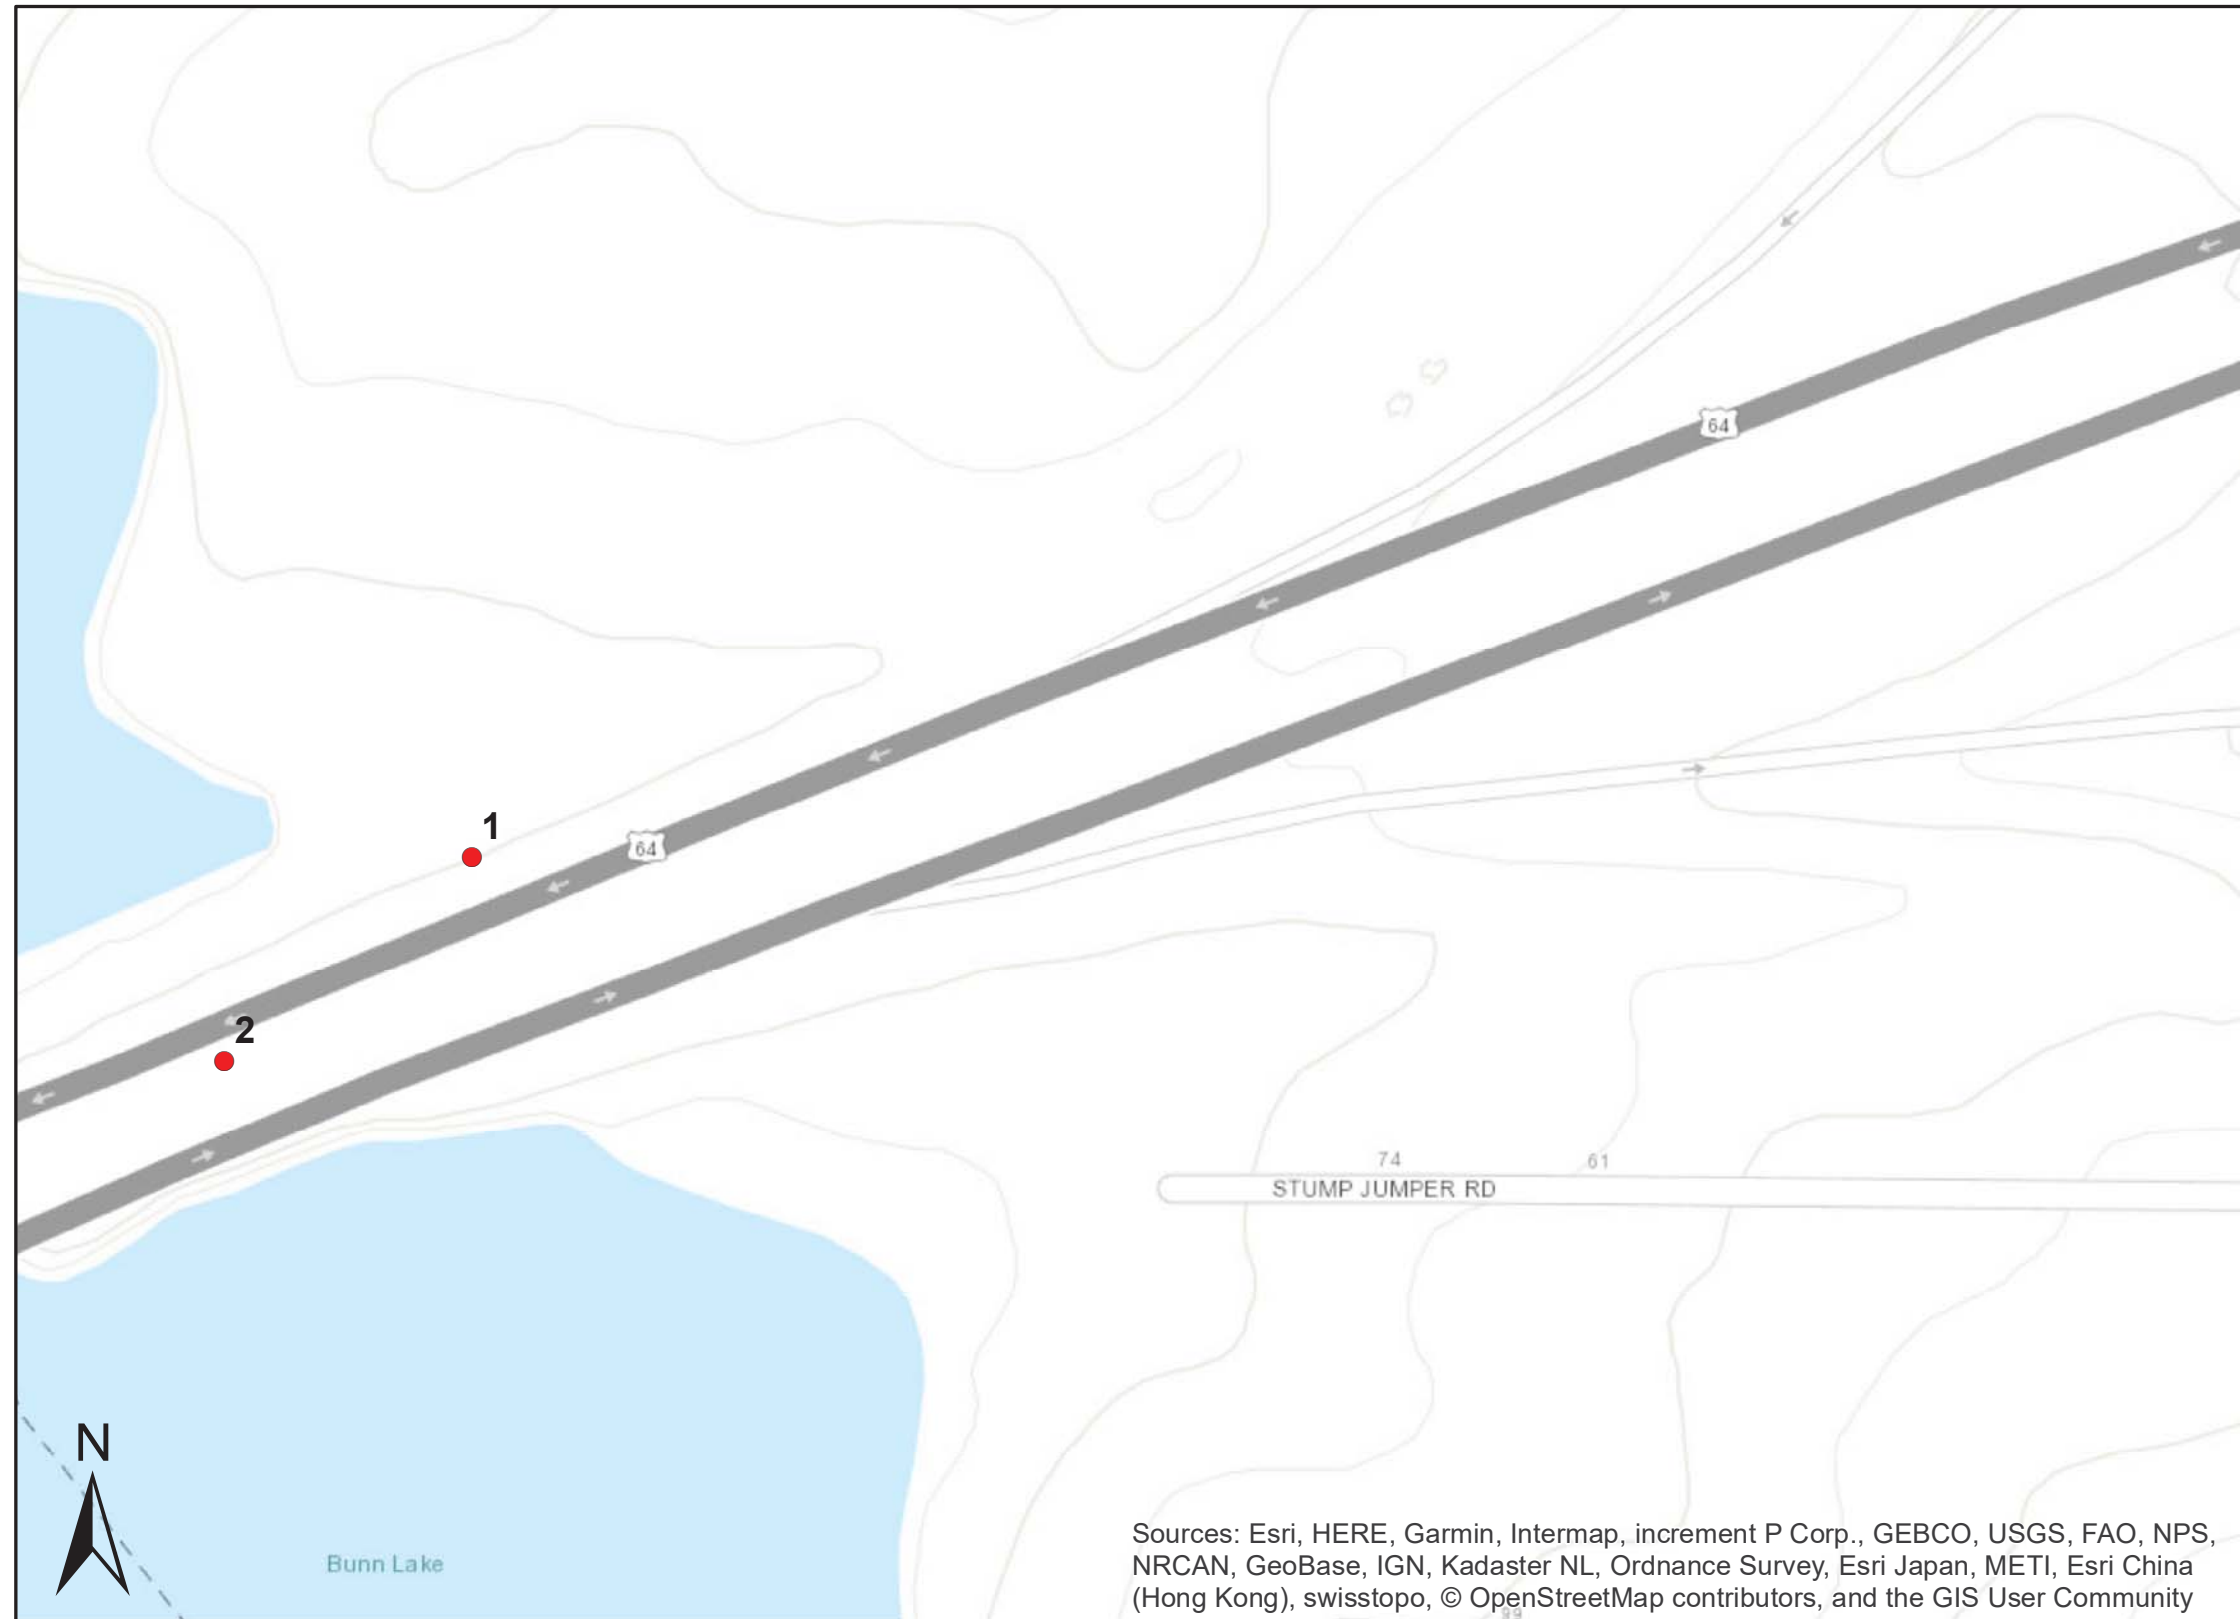 64
1
64
2
74
61
STUMP JUMPER RD
N
Bunn Lake
Sources: Esri, HERE, Garmin, Intermap, increment P Corp., GEBCO, USGS, FAO, NPS,
NRCAN, GeoBase, IGN, Kadaster NL, Ordnance Survey, Esri Japan, METI, Esri China
(Hong Kong), swisstopo, © OpenStreetMap contributors, and the GIS User Community